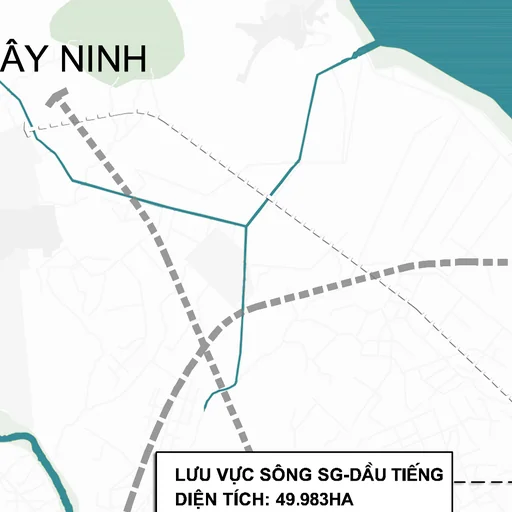 ÂY NINH
LƯU VỰC SÔNG SG-DẦU TIẾNG
DIỆN TÍCH: 49.983HA